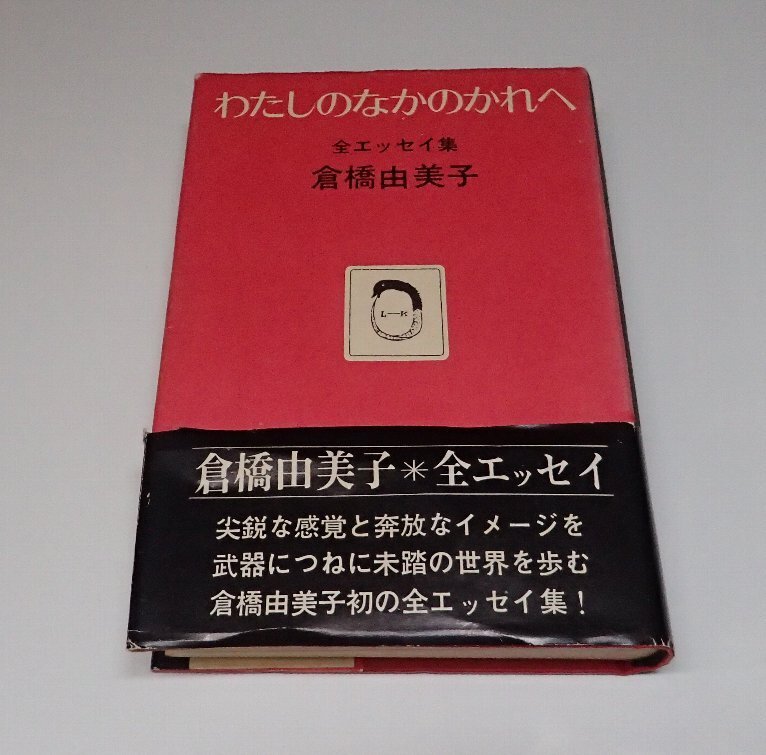 わたしのなかのかれへ
全エッセイ集
倉橋由美子
L—K
倉橋由美子＊全エッセイ
尖鋭な感覚と奔放なイメージを
武器につねに未踏の世界を歩む
倉橋由美子初の全エッセイ集！